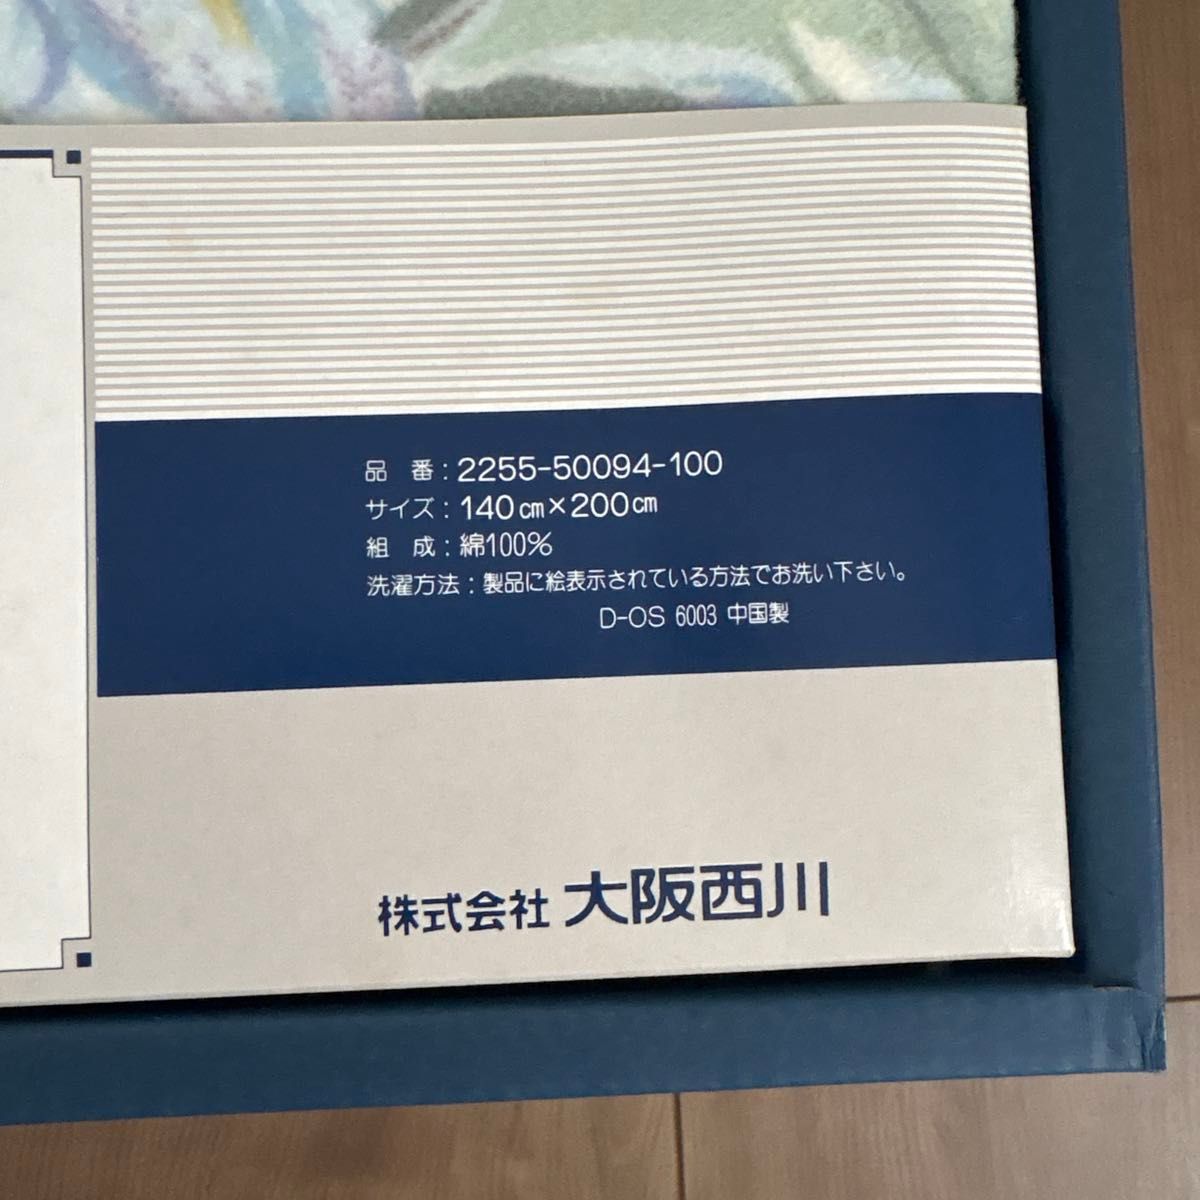 品 番:2255-50094-100
サイズ:140cm×200cm
組 成:綿100%
洗濯方法:製品に絵表示されている方法でお洗い下さい。
D-OS 6003 中国製
株式会社 大阪西川